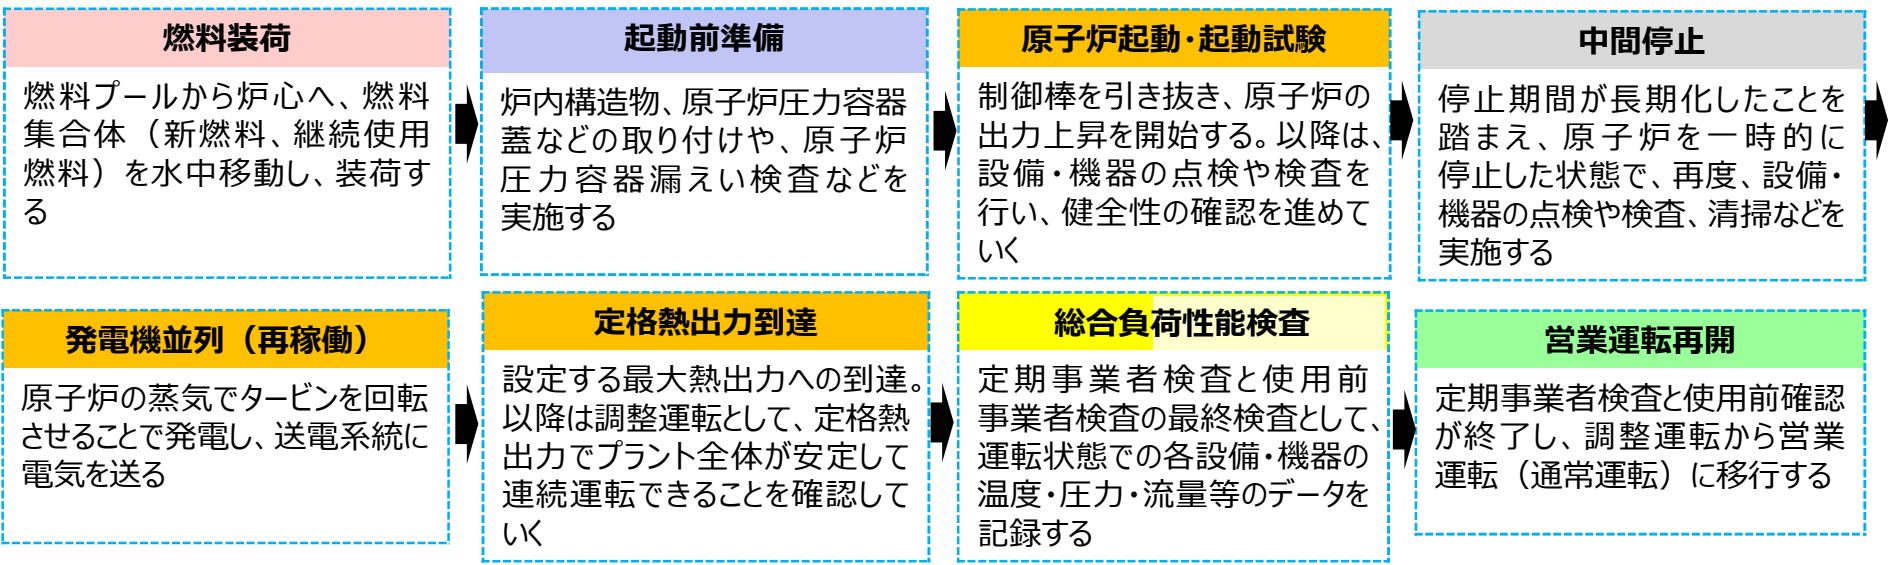 燃料装荷
燃料プールから炉心へ、燃料
集合体（新燃料、継続使用
燃料）を水中移動し、装荷す
る
起動前準備
炉内構造物、原子炉圧力容器
蓋などの取り付けや、原子炉
圧力容器漏えい検査などを
実施する
原子炉起動・起動試験
制御棒を引き抜き、原子炉の
出力上昇を開始する。以降は、
設備・機器の点検や検査を
行い、健全性の確認を進めて
いく
中間停止
停止期間が長期化したことを
踏まえ、原子炉を一時的に
停止した状態で、再度、設備・
機器の点検や検査、清掃などを
実施する
発電機並列（再稼働）
原子炉の蒸気でタービンを回転
させることで発電し、送電系統に
電気を送る
定格熱出力到達
設定する最大熱出力への到達。
以降は調整運転として、定格熱
出力でプラント全体が安定して
連続運転できることを確認して
いく
総合負荷性能検査
定期事業者検査と使用前
事業者検査の最終検査として、
運転状態での各設備・機器の
温度・圧力・流量等のデータを
記録する
営業運転再開
定期事業者検査と使用前確認
が終了し、調整運転から営業
運転（通常運転）に移行する